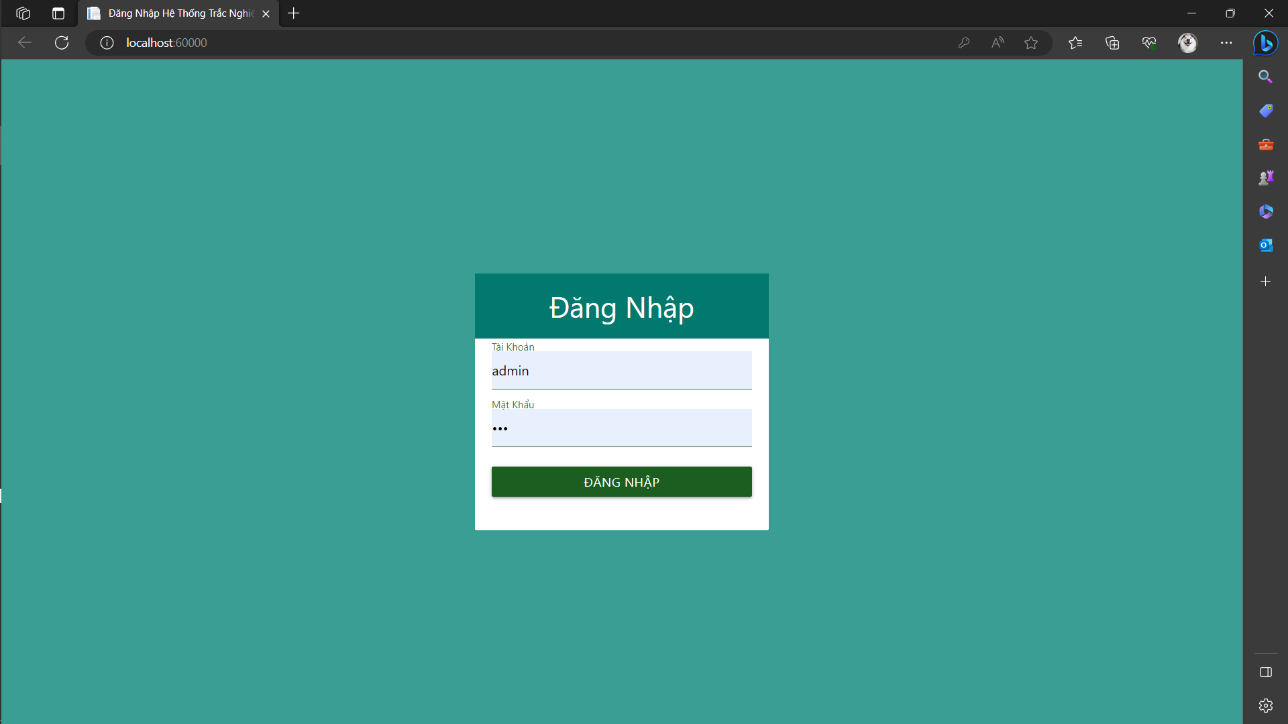 Đăng Nhập Hệ Thống Trắc Nghi
localhost:60000
Đăng Nhập
Tài Khoản
admin
Mật Khẩu
•••
ĐĂNG NHẬP